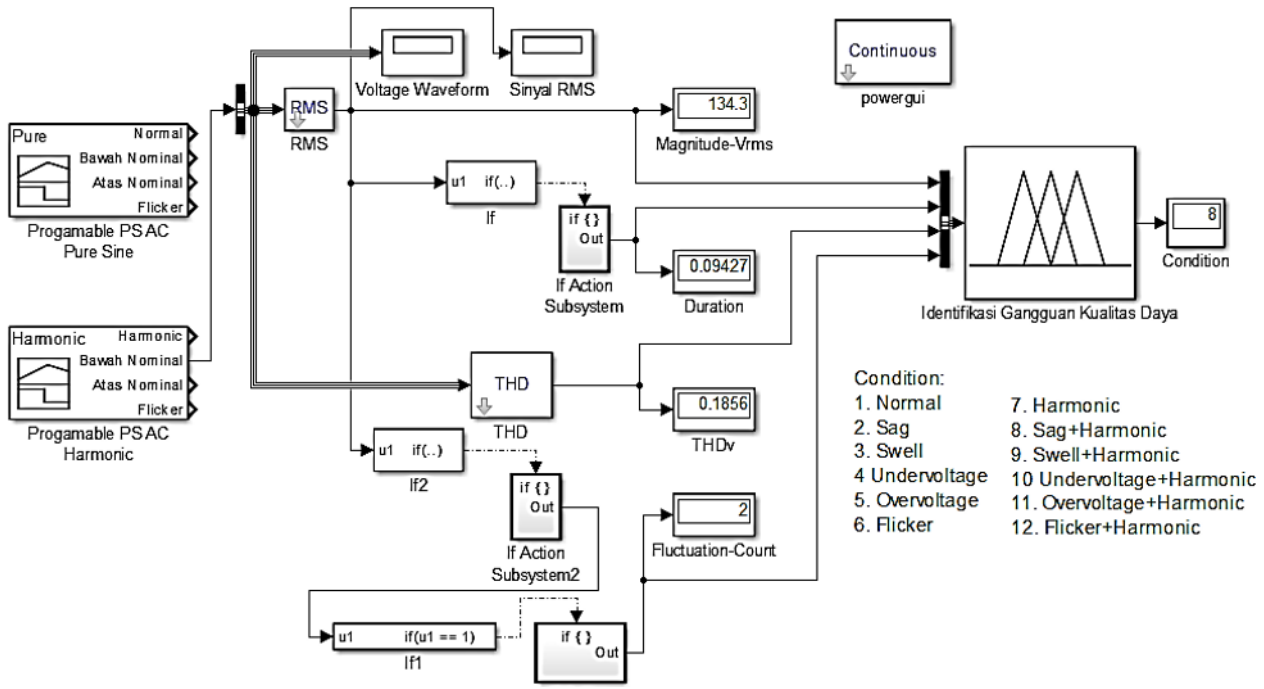 Continuous
powergui
Voltage Waveform
Sinyal RMS
RMS
RMS
134.3
Magnitude-Vrms
Pure
Normal
Bawah Nominal
Atas Nominal
Flicker
Progamable PSAC
Pure Sine
u1 if(..)
If
if { }
Out
If Action
Subsystem
0.09427
Duration
8
Condition
Identifikasi Gangguan Kualitas Daya
Harmonic
Harmonic
Bawah Nominal
Atas Nominal
Flicker
Progamable PSAC
Harmonic
THD
THD
0.1856
THDv
u1 if(..)
If2
if { }
Out
If Action
Subsystem2
2
Fluctuation-Count
u1 if(u1 == 1)
If1
if { }
Out
Condition:
1. Normal
2. Sag
3. Swell
4 Undervoltage
5. Overvoltage
6. Flicker
7. Harmonic
8. Sag+Harmonic
9. Swell+Harmonic
10 Undervoltage+Harmonic
11. Overvoltage+Harmonic
12. Flicker+Harmonic